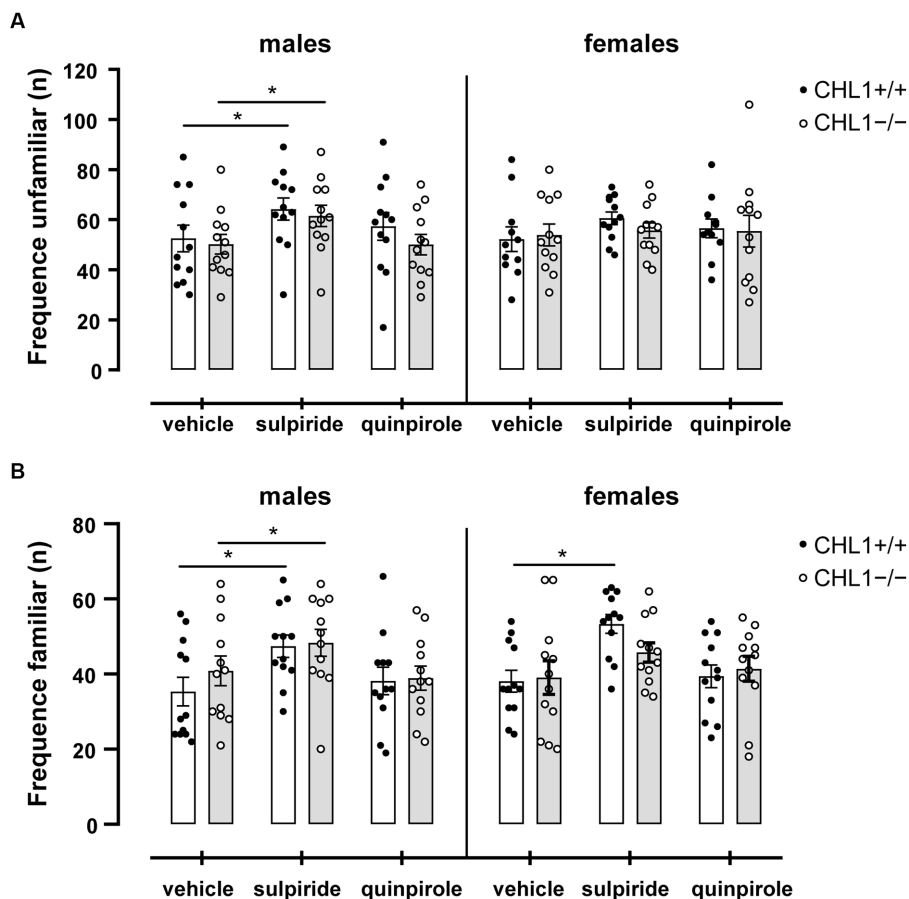 A
males
females
Frequence unfamiliar (n)
120
100
80
60
40
20
0
*
*
CHL1+/+
CHL1−/−
vehicle
sulpiride
quinpirole
vehicle
sulpiride
quinpirole
B
males
females
Frequence familiar (n)
80
60
40
20
0
*
*
*
CHL1+/+
CHL1−/−
vehicle
sulpiride
quinpirole
vehicle
sulpiride
quinpirole